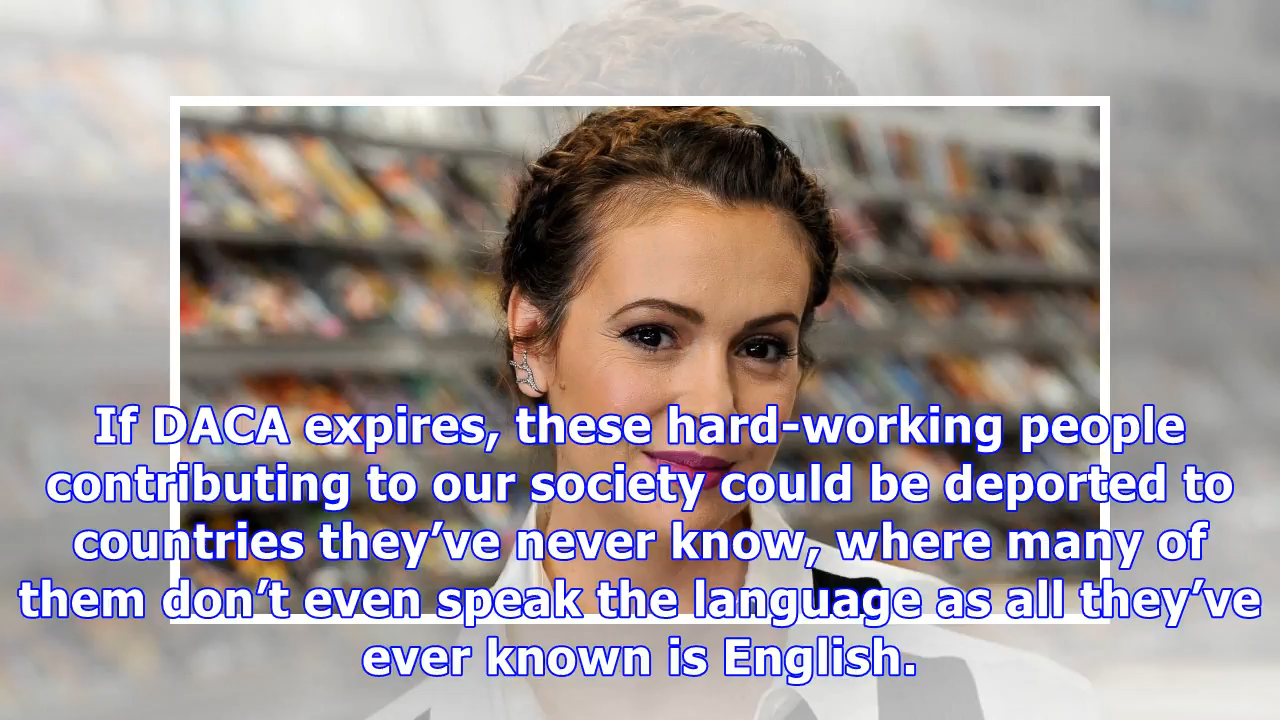 If DACA expires, these hard-working people
contributing to our society could be deported to
countries they’ve never know, where many of
them don’t even speak the language as all they’ve
ever known is English.